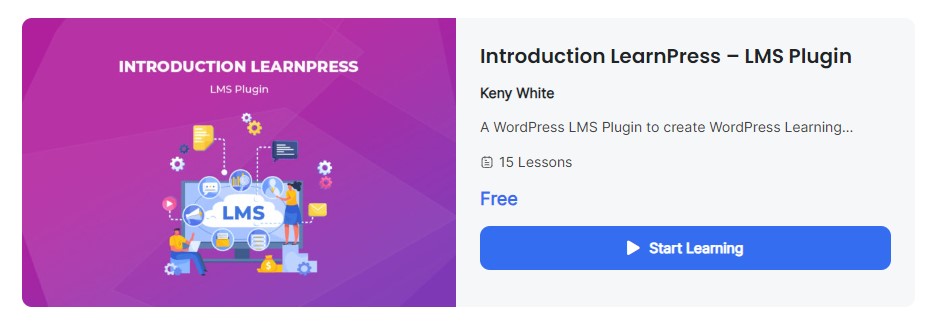 INTRODUCTION LEARNPRESS
LMS Plugin
LMS
Introduction LearnPress – LMS Plugin
Keny White
A WordPress LMS Plugin to create WordPress Learning...
15 Lessons
Free
Start Learning